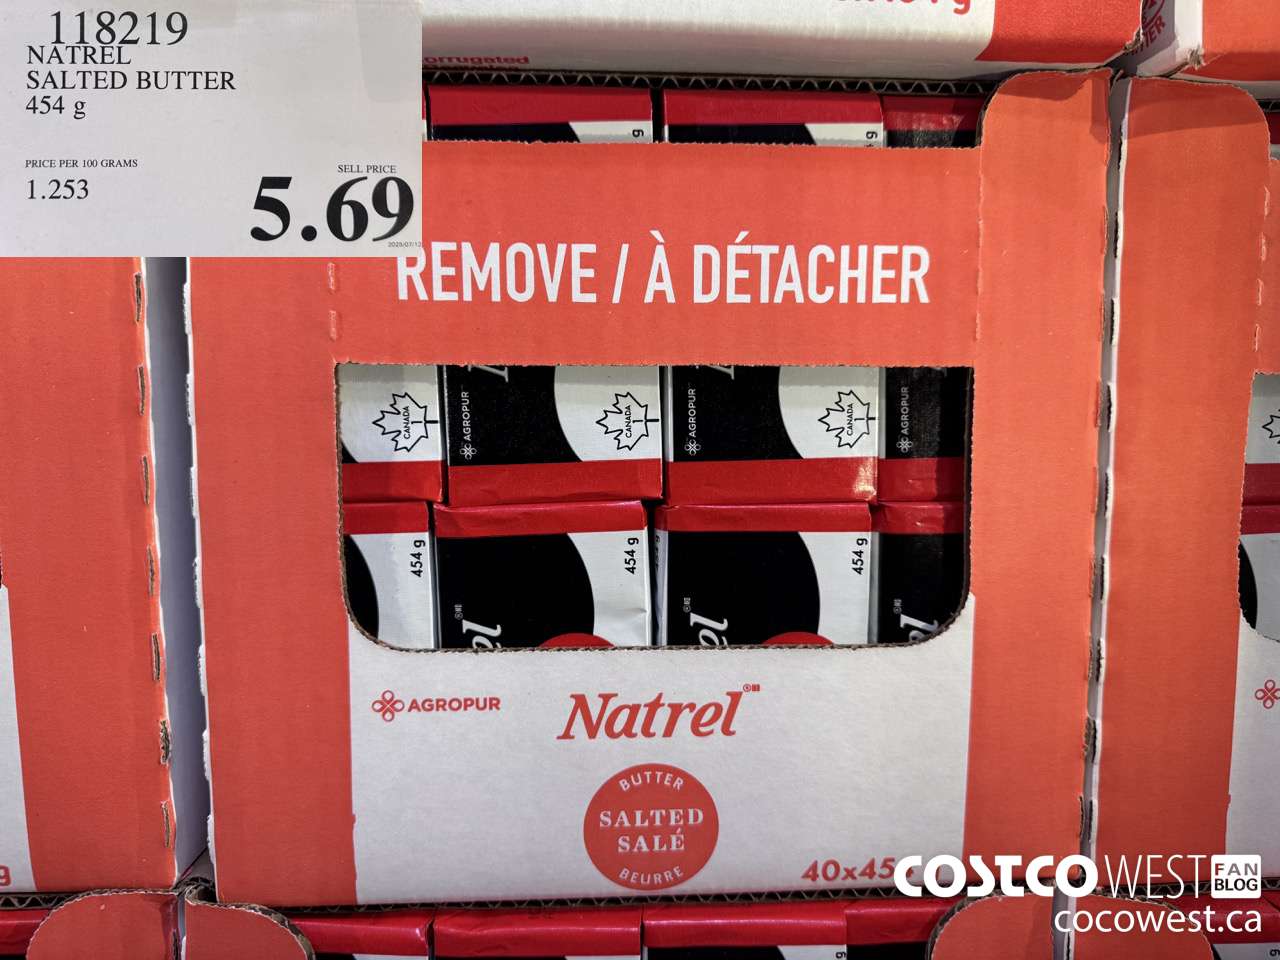 118219
NATREL
SALTED BUTTER
454 g
PRICE PER 100 GRAMS
1.253
SELL PRICE
5.69
corrugated
REMOVE / À DÉTACHER
CANADA
AGROPUR
CANADA
AGROPUR
CANADA
AGROPUR
454 g
454 g
454 g
AGROPUR
Natrel
BUTTER
SALTED
SALÉ
BEURRE
40x45
COSTCO WEST FAN BLOG
cocowest.ca